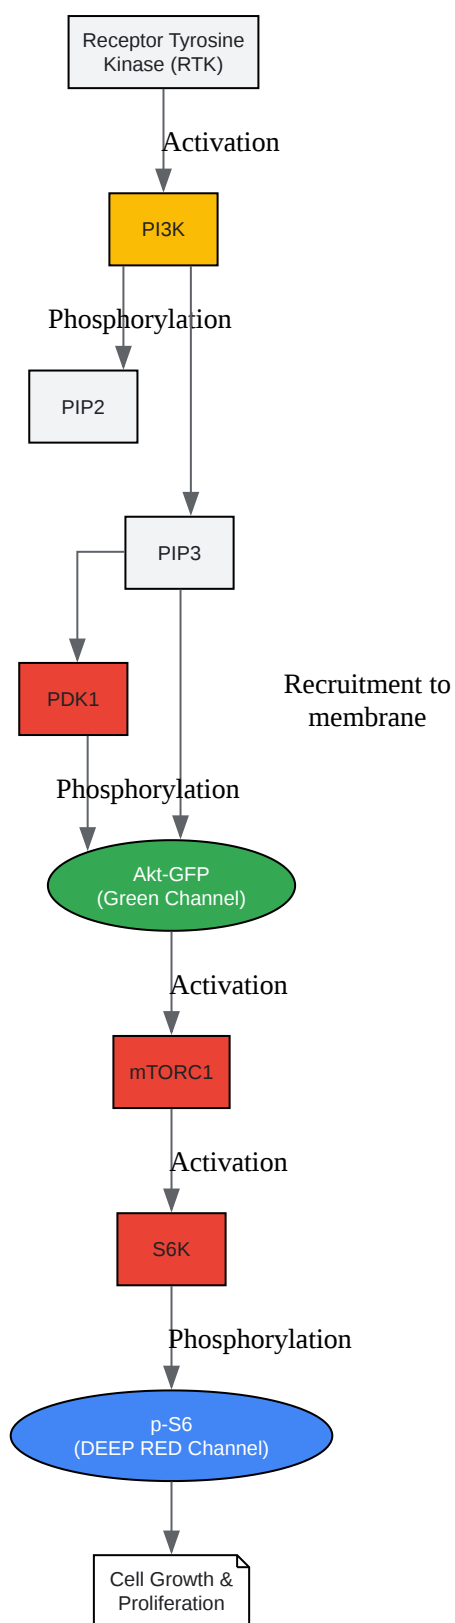 Receptor Tyrosine
Kinase (RTK)
Activation
PI3K
Phosphorylation
PIP2
PIP3
Recruitment to
membrane
PDK1
Phosphorylation
Akt-GFP
(Green Channel)
Activation
mTORC1
Activation
S6K
Phosphorylation
p-S6
(DEEP RED Channel)
Cell Growth &
Proliferation